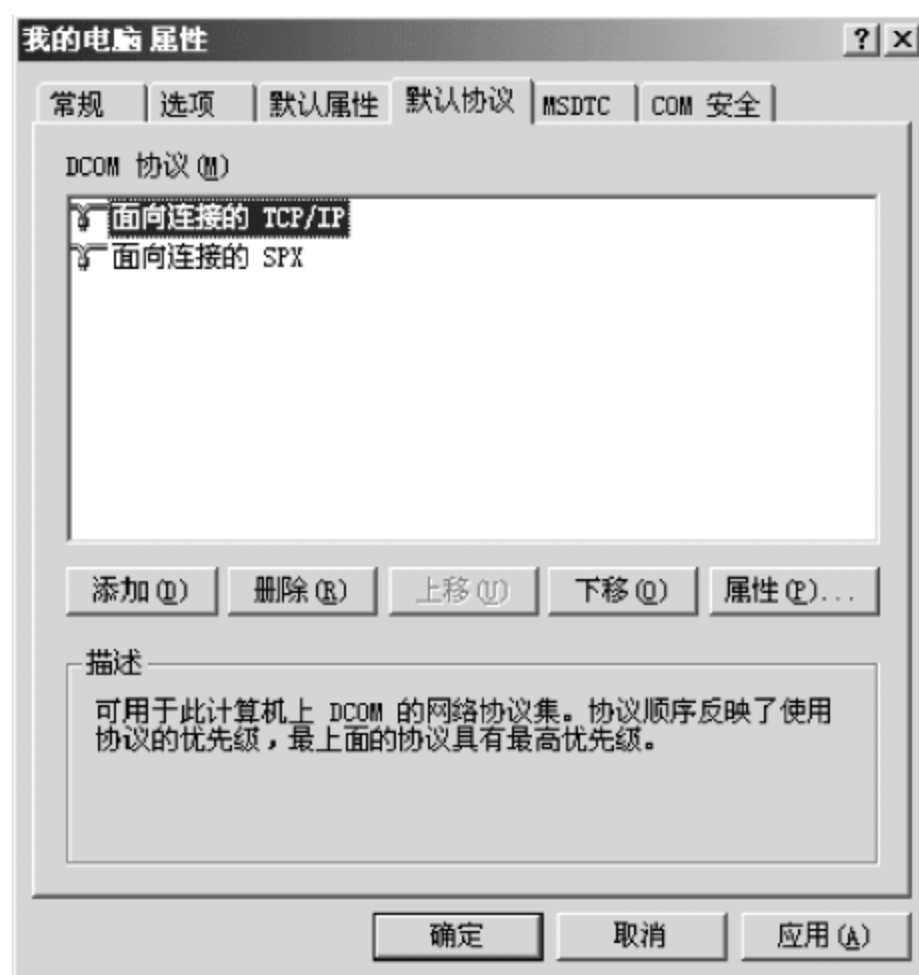 我的电脑 属性
常规 选项 默认属性 默认协议 MSDTC COM 安全
DCOM 协议(M)
面向连接的 TCP/IP
面向连接的 SPX
添加(D) 册除(R) 上移(U) 下移(O) 属性(P)...
描述
可用于此计算机上 DCOM 的网络协议集。协议顺序反映了使用
协议的优先级，最上面的协议具有最高优先级。
确定 取消 应用(A)